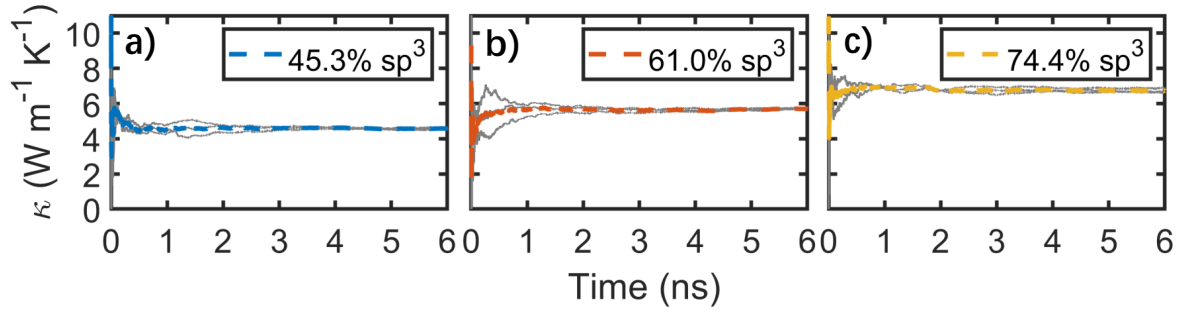 a)
45.3% sp³
b)
61.0% sp³
c)
74.4% sp³
10
8
6
4
2
0
κ (W m⁻¹ K⁻¹)
0 1 2 3 4 5 6
0 1 2 3 4 5 6
0 1 2 3 4 5 6
Time (ns)